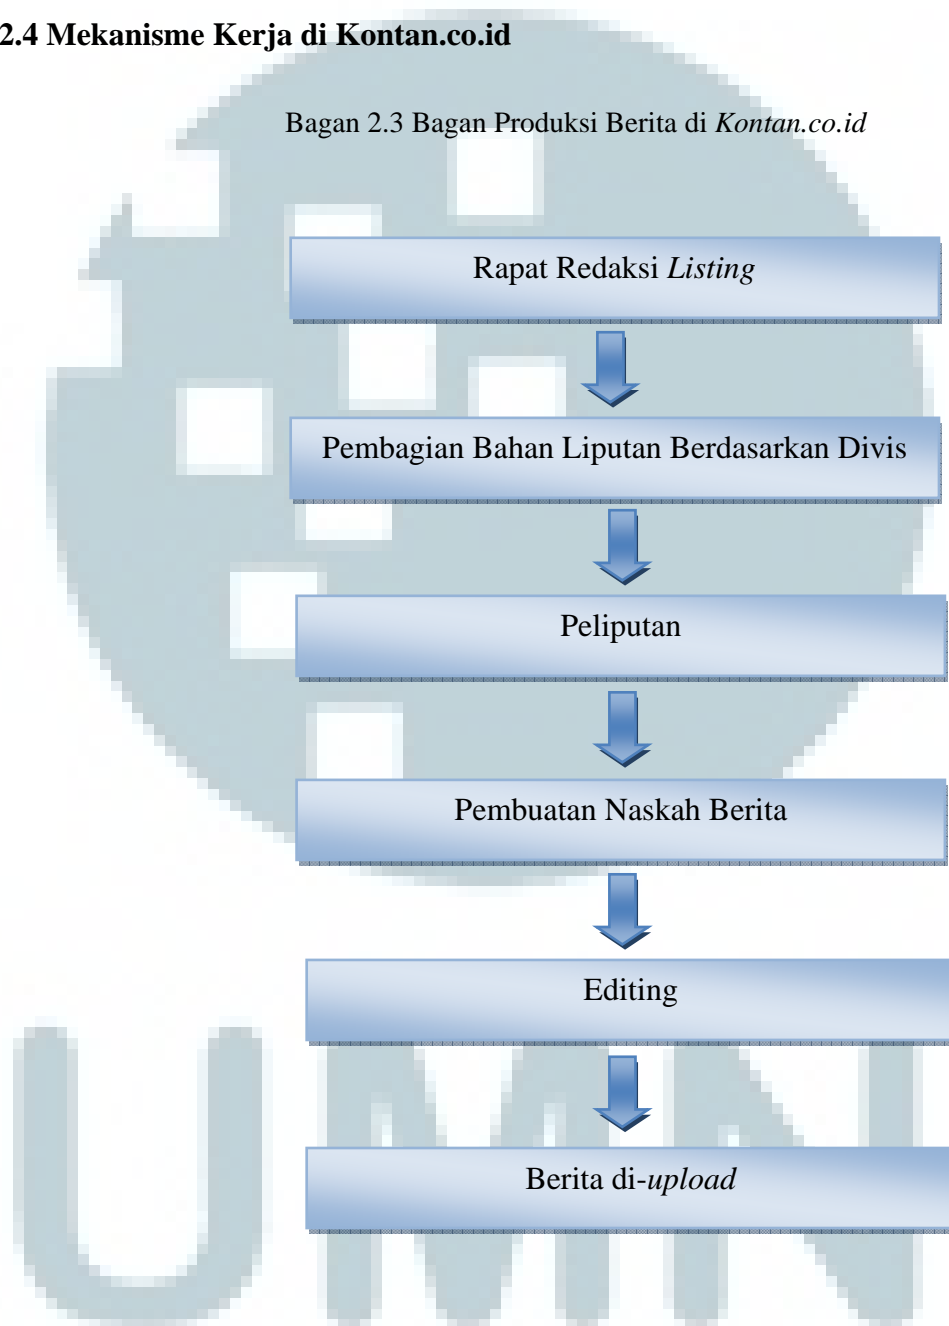 2.4 Mekanisme Kerja di Kontan.co.id
Bagan 2.3 Bagan Produksi Berita di Kontan.co.id
Rapat Redaksi Listing
Pembagian Bahan Liputan Berdasarkan Divis
Peliputan
Pembuatan Naskah Berita
Editing
Berita di-upload
UMN